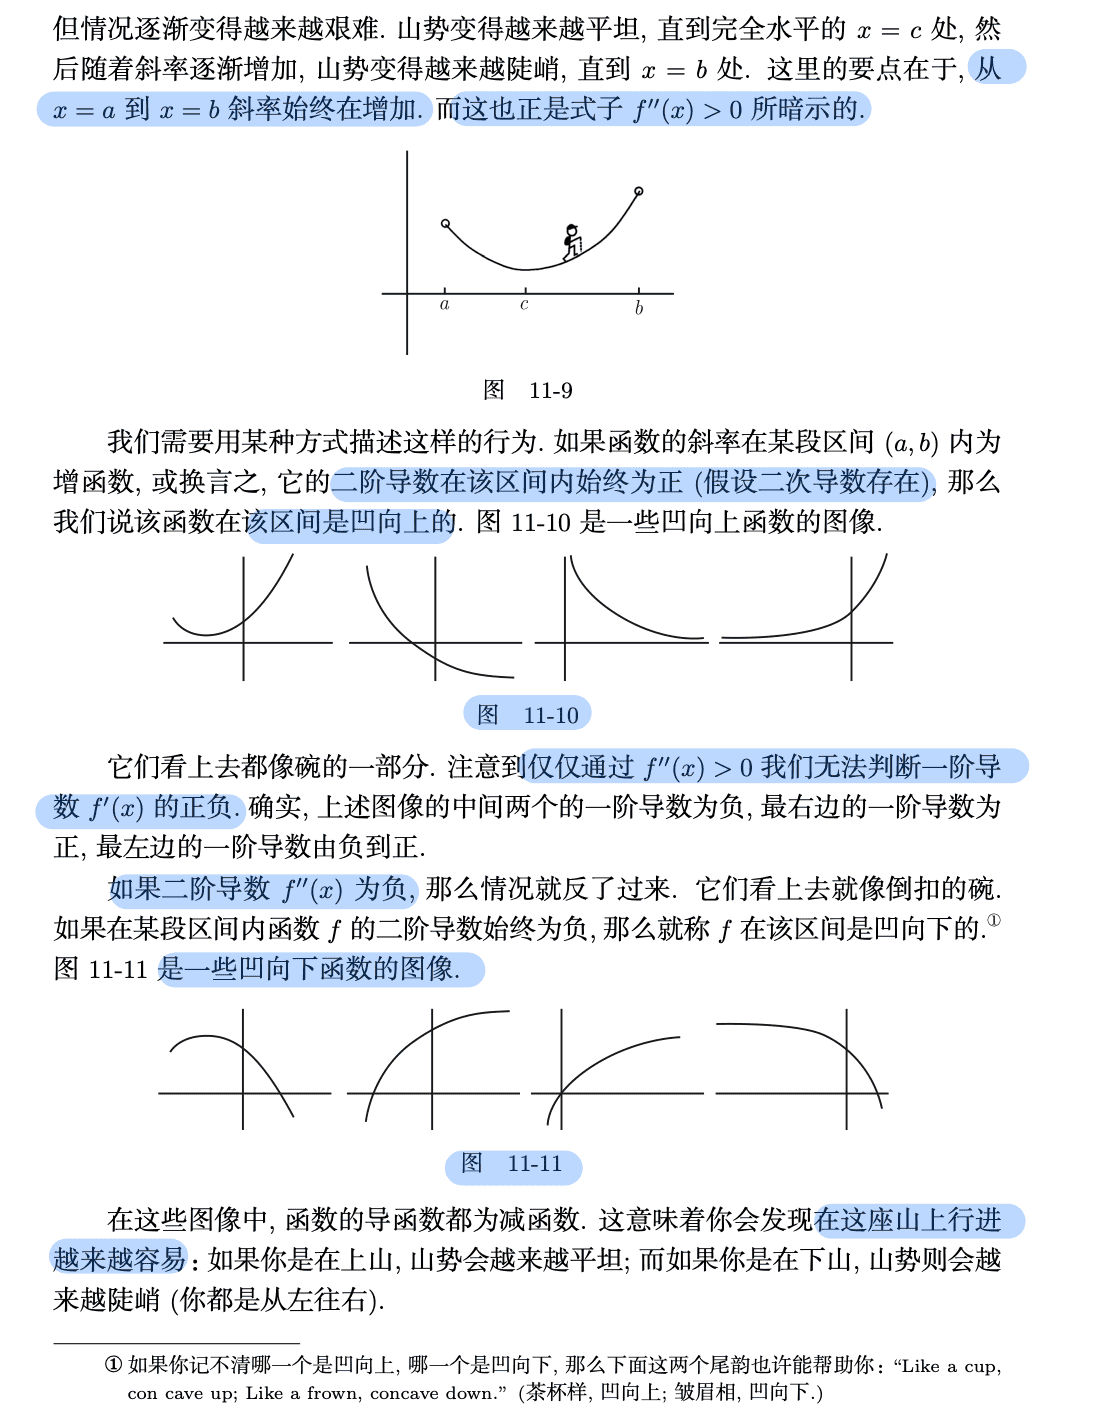 但情况逐渐变得越来越艰难. 山势变得越来越平坦, 直到完全水平的 x = c 处, 然
后随着斜率逐渐增加, 山势变得越来越陡峭, 直到 x = b 处. 这里的要点在于, 从
x = a 到 x = b 斜率始终在增加. 而这也正是式子 f″(x) > 0 所暗示的.
a c b
图 11-9
我们需要用某种方式描述这样的行为. 如果函数的斜率在某段区间 (a, b) 内为
增函数, 或换言之, 它的二阶导数在该区间内始终为正 (假设二次导数存在), 那么
我们说该函数在该区间是凹向上的. 图 11-10 是一些凹向上函数的图像.
图 11-10
它们看上去都像碗的一部分. 注意到仅仅通过 f″(x) > 0 我们无法判断一阶导
数 f′(x) 的正负. 确实, 上述图像的中间两个的一阶导数为负, 最右边的一阶导数为
正, 最左边的一阶导数由负到正.
如果二阶导数 f″(x) 为负, 那么情况就反了过来. 它们看上去就像倒扣的碗.
如果在某段区间内函数 f 的二阶导数始终为负, 那么就称 f 在该区间是凹向下的.①
图 11-11 是一些凹向下函数的图像.
图 11-11
在这些图像中, 函数的导函数都为减函数. 这意味着你会发现在这座山上行进
越来越容易: 如果你是在上山, 山势会越来越平坦; 而如果你是在下山, 山势则会越
来越陡峭 (你都是从左往右).
① 如果你记不清哪一个是凹向上, 哪一个是凹向下, 那么下面这两个尾韵也许能帮助你: “Like a cup,
con cave up; Like a frown, concave down.” (茶杯样, 凹向上; 皱眉相, 凹向下.)